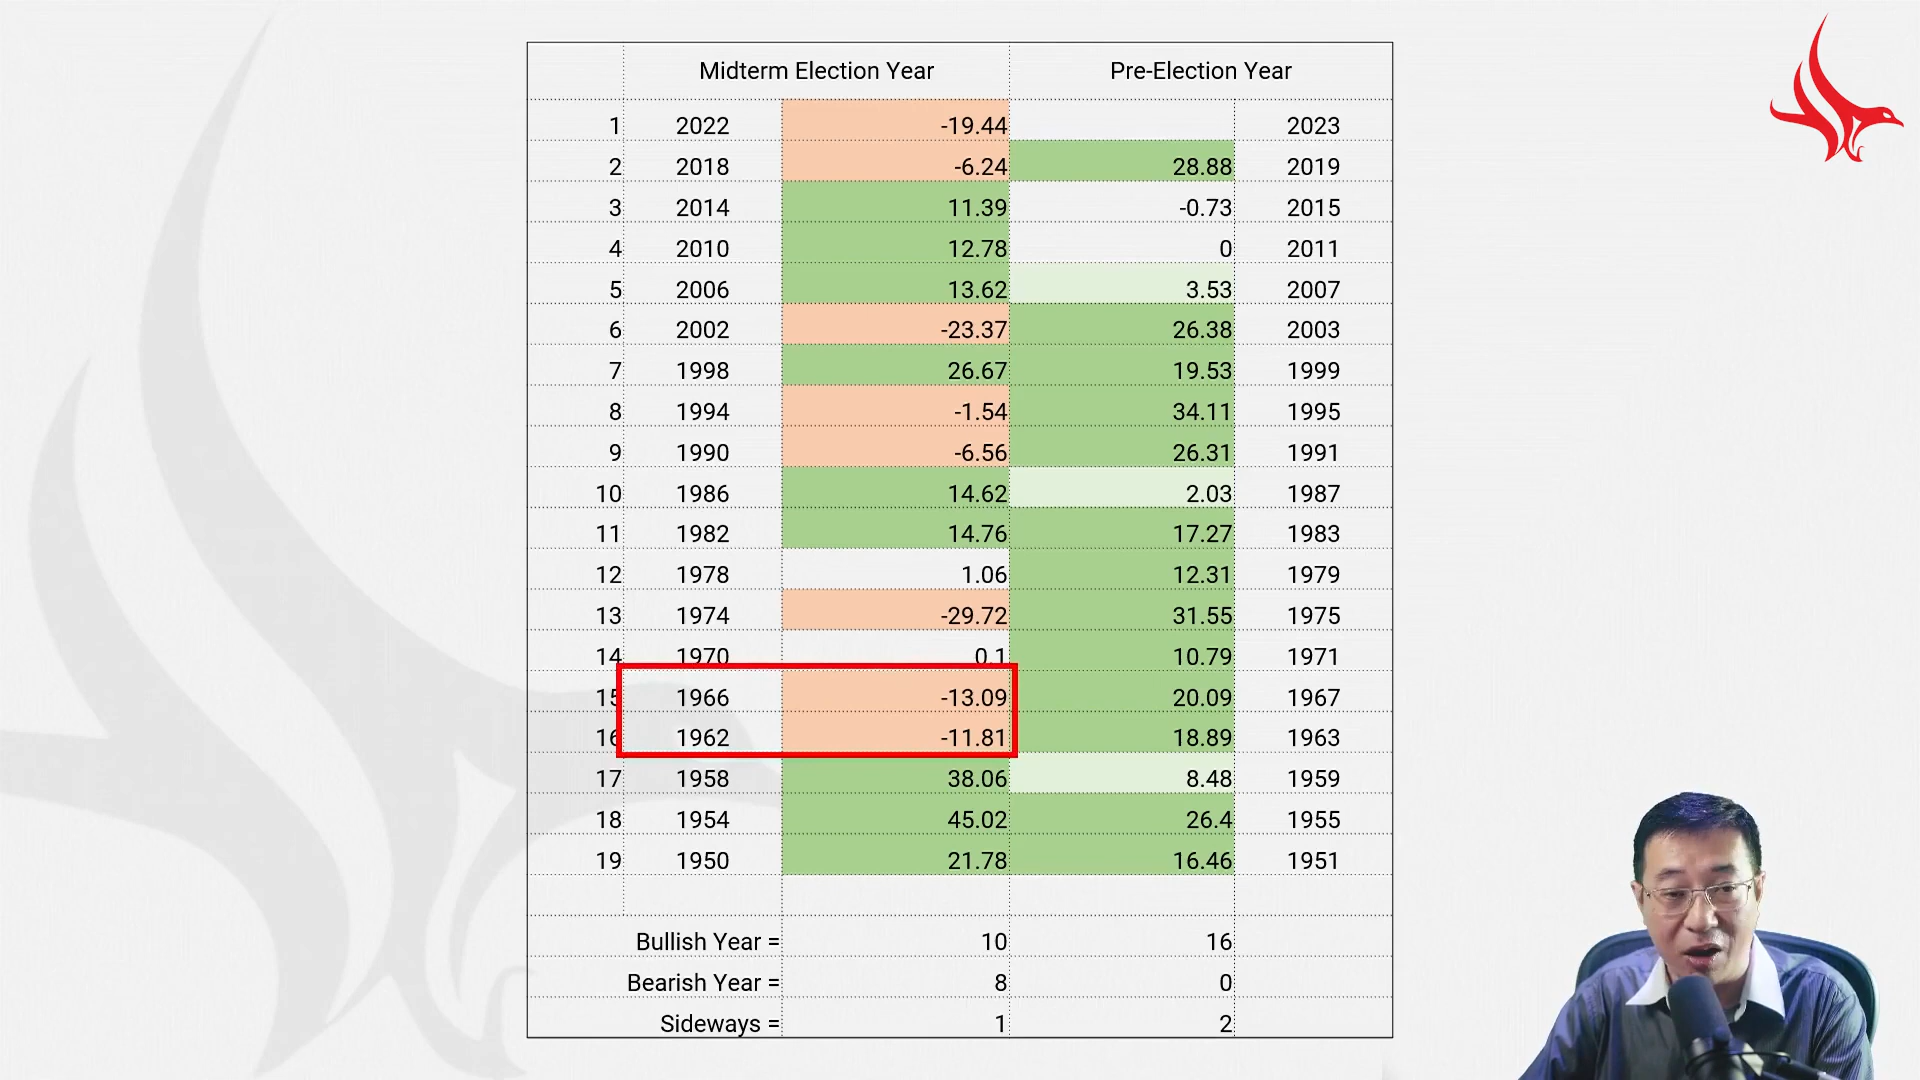 Midterm Election Year Pre-Election Year
1 2022 -19.44 2023
2 2018 -6.24 28.88 2019
3 2014 11.39 -0.73 2015
4 2010 12.78 0 2011
5 2006 13.62 3.53 2007
6 2002 -23.37 26.38 2003
7 1998 26.67 19.53 1999
8 1994 -1.54 34.11 1995
9 1990 -6.56 26.31 1991
10 1986 14.62 2.03 1987
11 1982 14.76 17.27 1983
12 1978 1.06 12.31 1979
13 1974 -29.72 31.55 1975
14 1970 0.1 10.79 1971
15 1966 -13.09 20.09 1967
16 1962 -11.81 18.89 1963
17 1958 38.06 8.48 1959
18 1954 45.02 26.4 1955
19 1950 21.78 16.46 1951
Bullish Year = 10 16
Bearish Year = 8 0
Sideways = 1 2